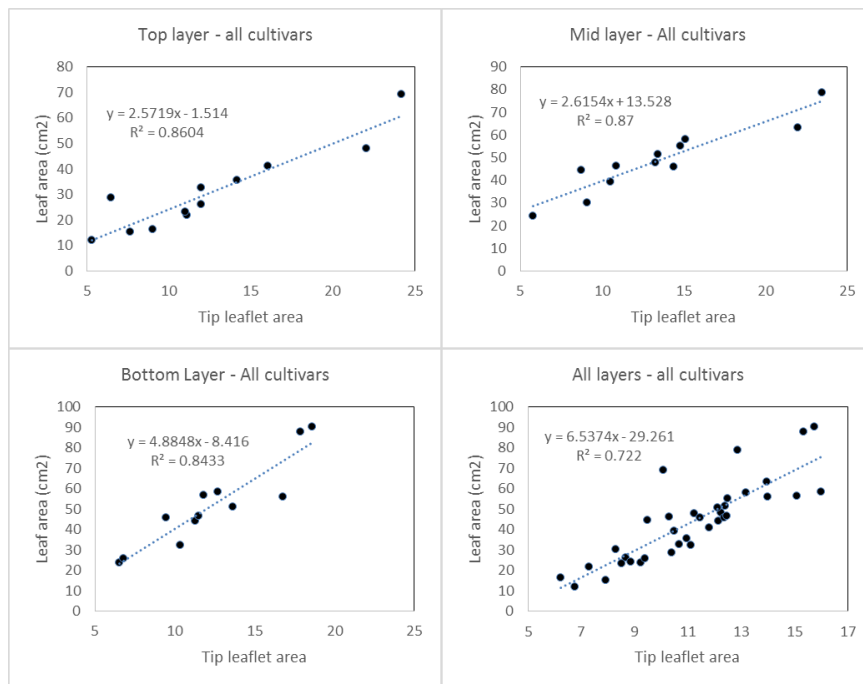 Top layer - all cultivars
y = 2.5719x - 1.514
R² = 0.8604
Leaf area (cm2)
80
70
60
50
40
30
20
10
0
5 10 15 20 25
Tip leaflet area
Mid layer - All cultivars
y = 2.6154x + 13.528
R² = 0.87
Leaf area (cm2)
90
80
70
60
50
40
30
20
10
0
5 10 15 20 25
Tip leaflet area
Bottom Layer - All cultivars
y = 4.8848x - 8.416
R² = 0.8433
Leaf area (cm2)
100
90
80
70
60
50
40
30
20
10
0
5 10 15 20 25
Tip leaflet area
All layers - all cultivars
y = 6.5374x - 29.261
R² = 0.722
Leaf area (cm2)
100
90
80
70
60
50
40
30
20
10
0
5 7 9 11 13 15 17
Tip leaflet area